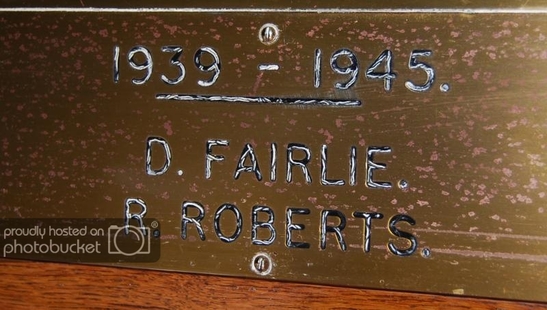 1939 - 1945.
D. FAIRLIE.
R. ROBERTS.
proudly hosted on
photobucket